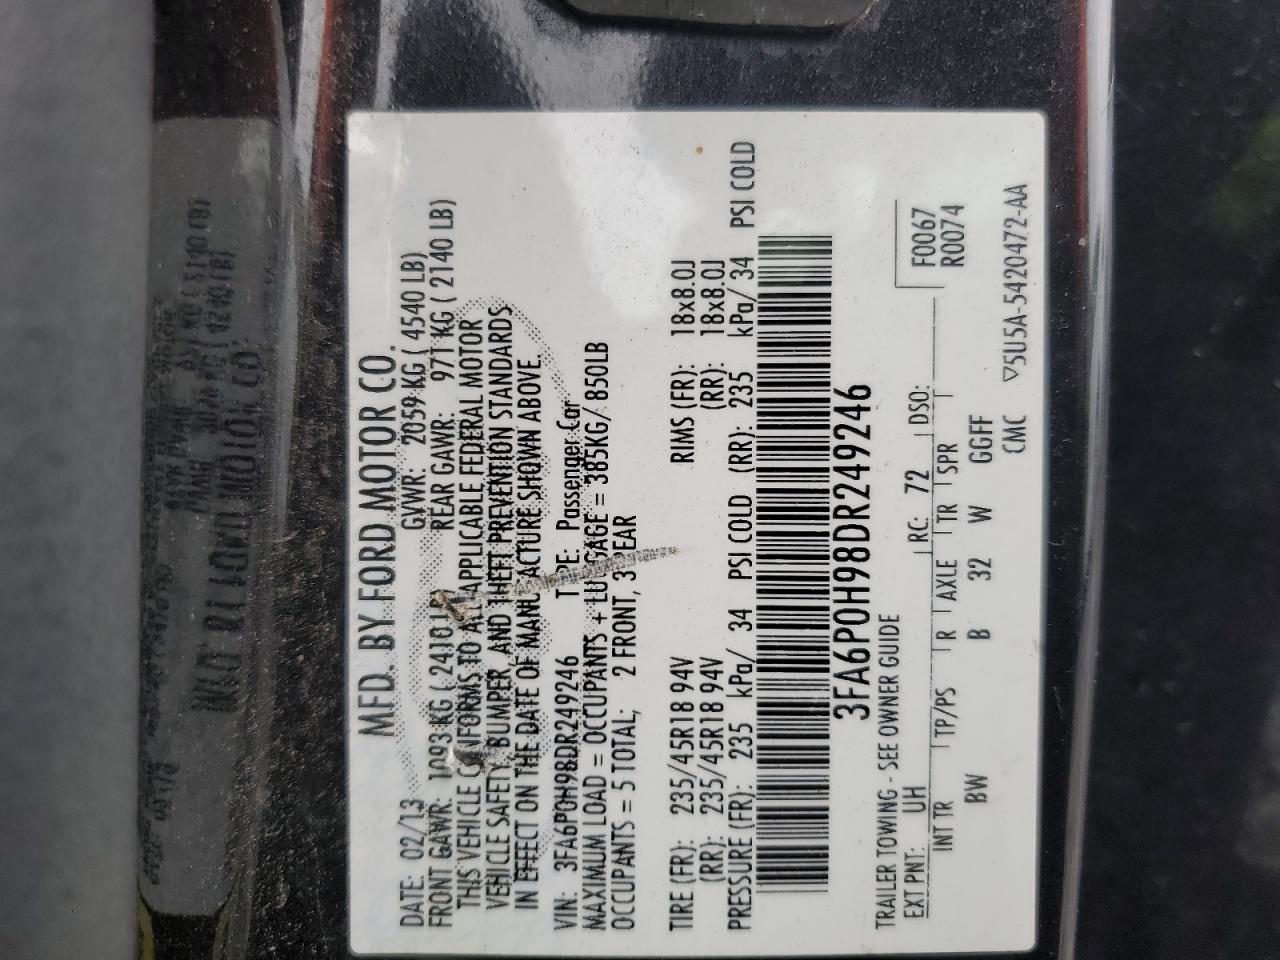 MFD. BY FORD MOTOR CO.
DATE: 02/13 GVWR: 2059 KG ( 4540 LB)
FRONT GAWR: 1093 KG ( 2410 LB) REAR GAWR: 971 KG ( 2140 LB)
THIS VEHICLE CONFORMS TO ALL APPLICABLE FEDERAL MOTOR
VEHICLE SAFETY, BUMPER, AND THEFT PREVENTION STANDARDS
IN EFFECT ON THE DATE OF MANUFACTURE SHOWN ABOVE.
VIN: 3FA6P0H98DR249246 TYPE: Passenger Car
MAXIMUM LOAD = OCCUPANTS + LUGGAGE = 385KG/ 850LB
OCCUPANTS = 5 TOTAL, 2 FRONT, 3 REAR
TIRE (FR): 235/45R18 94V RIMS (FR): 18x8.0J
(RR): 235/45R18 94V (RR): 18x8.0J
PRESSURE (FR): 235 kPa/ 34 PSI COLD (RR): 235 kPa/ 34 PSI COLD
3FA6P0H98DR249246
TRAILER TOWING - SEE OWNER GUIDE
EXT PNT: UH RC: 72 DSO:
F0067
R0074
INT TR TP/PS R AXLE TR SPR
BW B 32 W GGFF
CMC ▽5U5A-5420472-AA